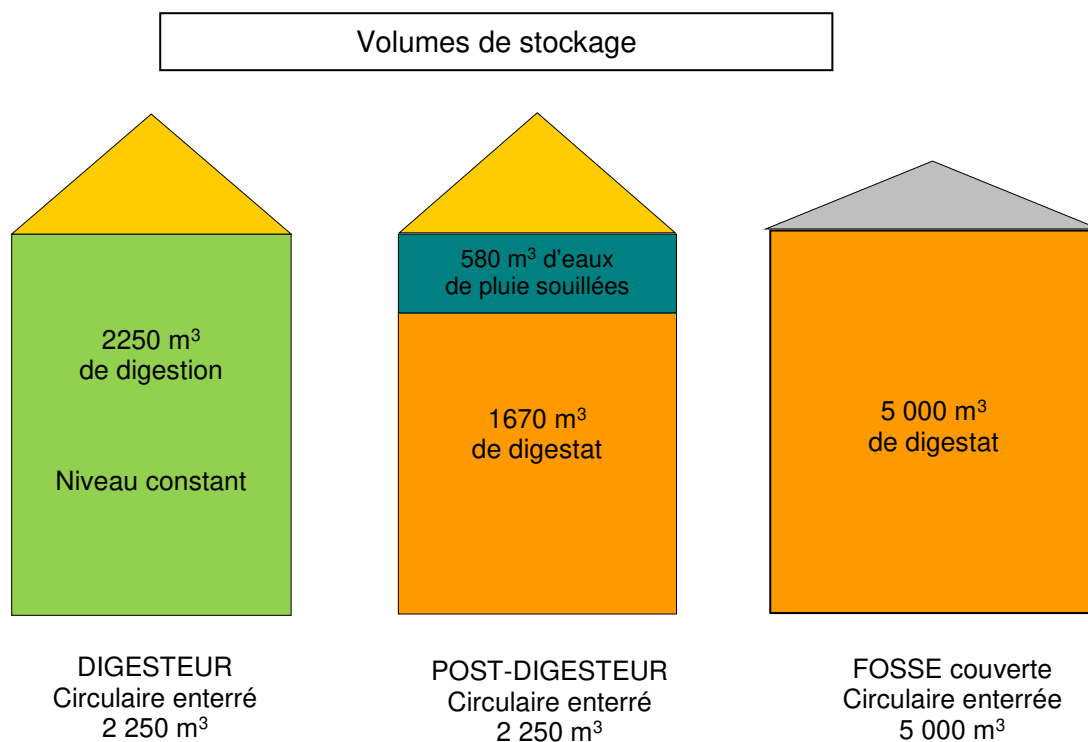 Volumes de stockage
2250 m³
de digestion
Niveau constant
580 m³ d'eaux
de pluie souillées
1670 m³
de digestat
5 000 m³
de digestat
DIGESTEUR
Circulaire enterré
2 250 m³
POST-DIGESTEUR
Circulaire enterré
2 250 m³
FOSSE couverte
Circulaire enterrée
5 000 m³